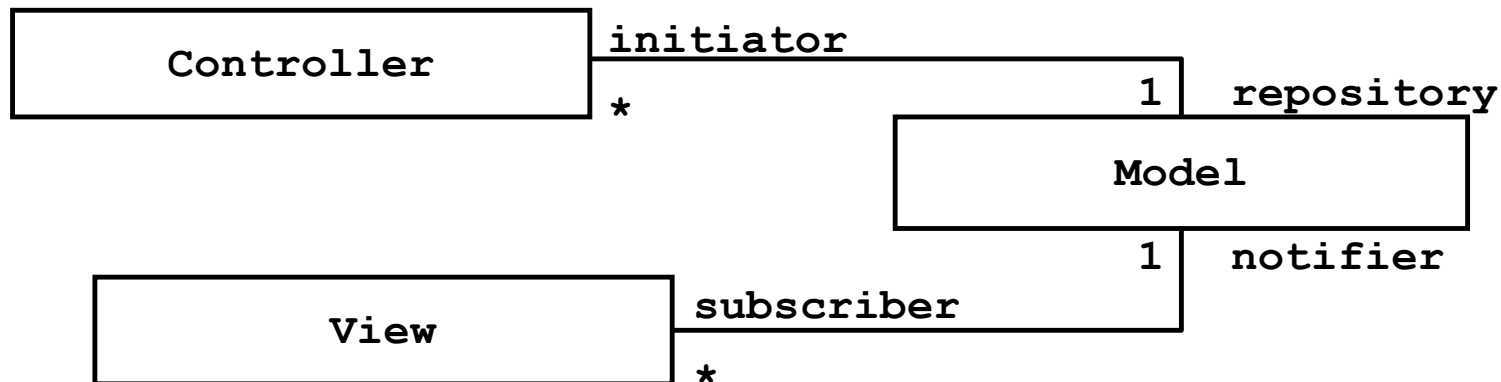 initiator
Controller
*
1 repository
Model
1 notifier
subscriber
View
*